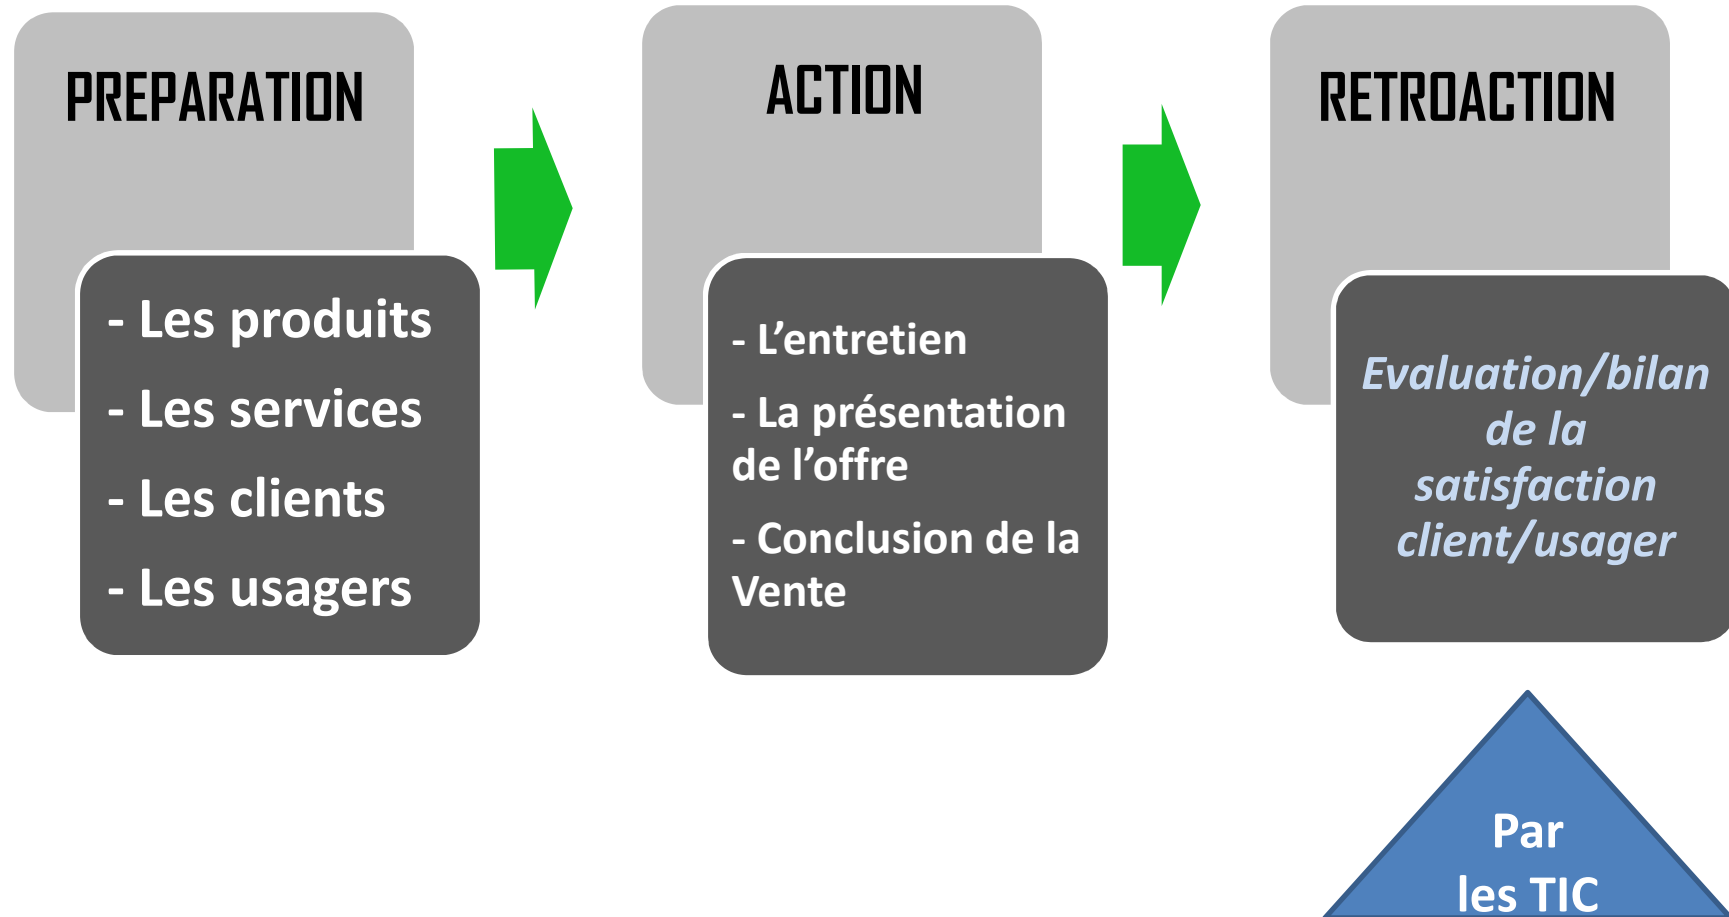 PREPARATION
- Les produits
- Les services
- Les clients
- Les usagers
ACTION
- L’entretien
- La présentation
de l’offre
- Conclusion de la
Vente
RETROACTION
Evaluation/bilan
de la
satisfaction
client/usager
Par
les TIC